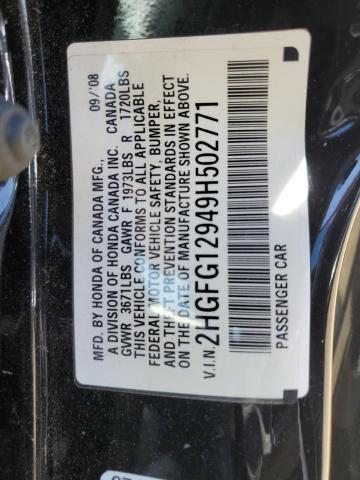 MFD. BY HONDA OF CANADA MFG., 09/'08
A DIVISION OF HONDA CANADA INC. CANADA
GVWR 3671LBS GAWR F 1973LBS R 1720LBS
THIS VEHICLE CONFORMS TO ALL APPLICABLE
FEDERAL MOTOR VEHICLE SAFETY, BUMPER,
AND THEFT PREVENTION STANDARDS IN EFFECT
ON THE DATE OF MANUFACTURE SHOWN ABOVE.
V.I.N. 2HGFG12949H502771
PASSENGER CAR